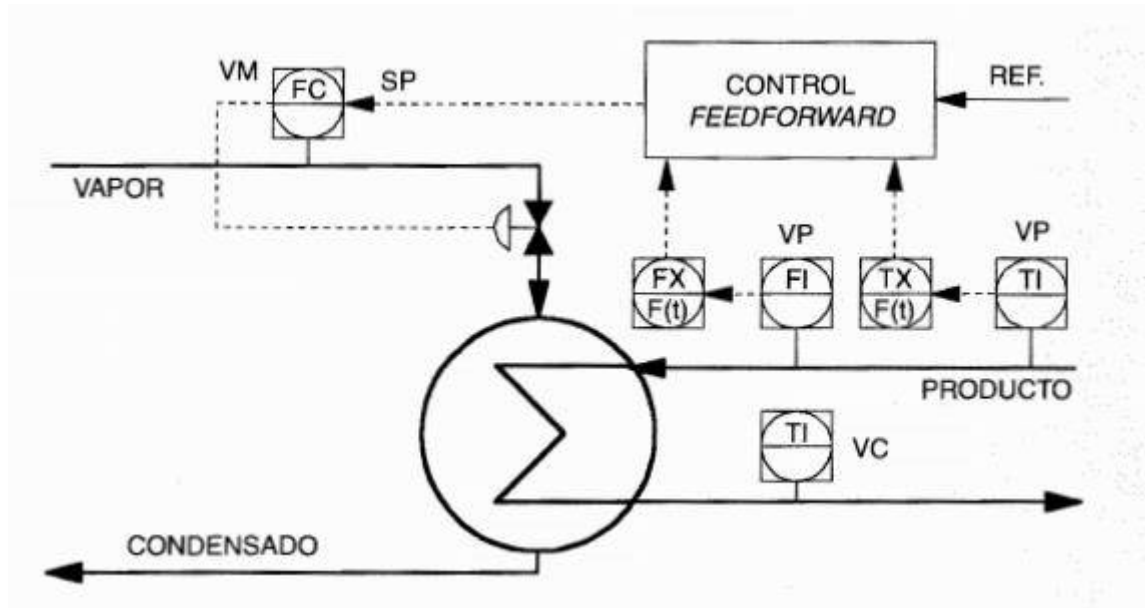 VM
FC
SP
CONTROL
FEEDFORWARD
REF.
VAPOR
VP
VP
FX
F(t)
FI
TX
F(t)
TI
PRODUCTO
TI
VC
CONDENSADO